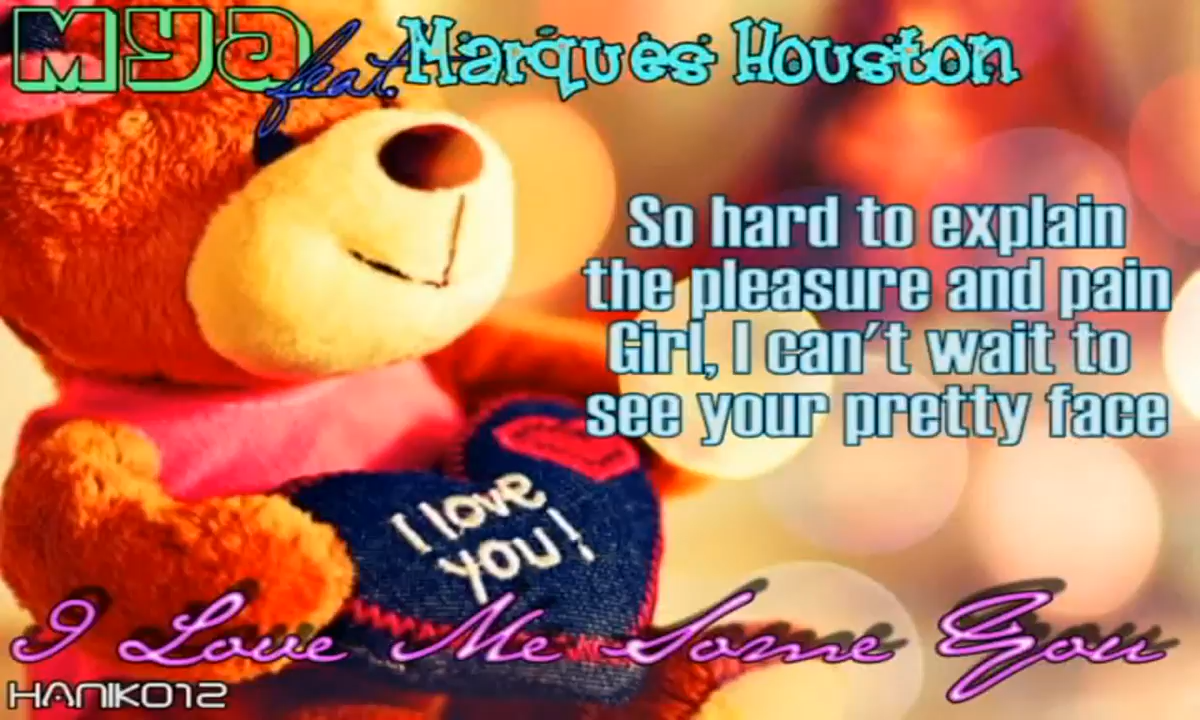 Mya feat. Marques Houston
So hard to explain
the pleasure and pain
Girl, I can't wait to
see your pretty face
I love
you!
I Love Me Some You
HANIKO12